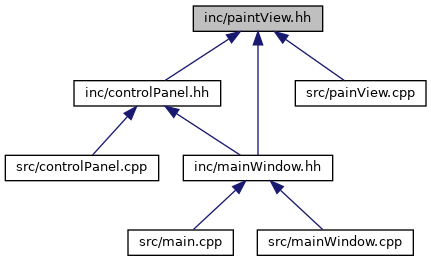 inc/paintView.hh
inc/controlPanel.hh
src/painView.cpp
src/controlPanel.cpp
inc/mainWindow.hh
src/main.cpp
src/mainWindow.cpp